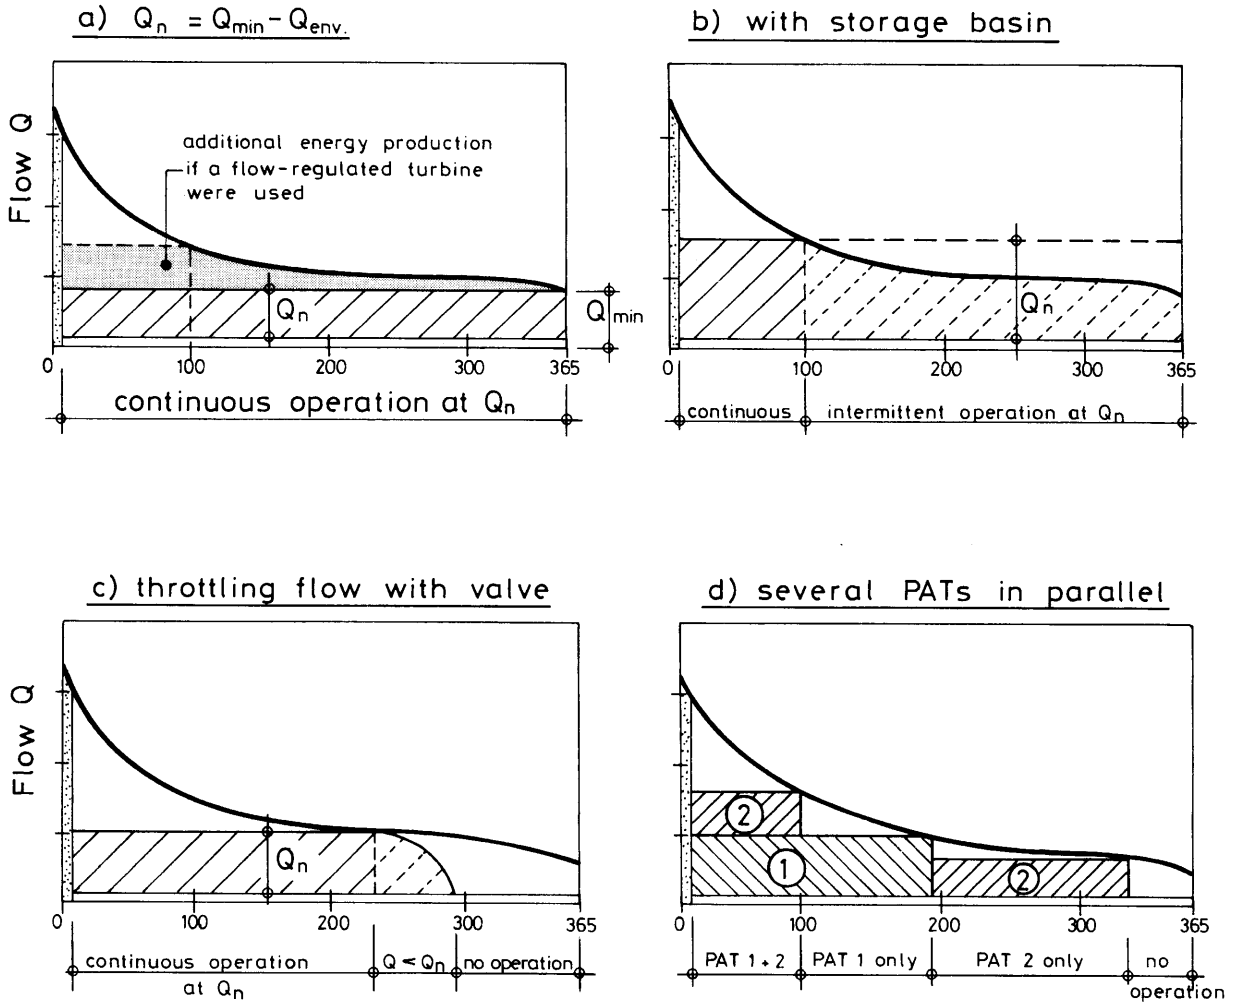 a) Qn = Qmin - Qenv.
b) with storage basin
Flow Q
additional energy production
if a flow-regulated turbine
were used
Qn
Qmin
0 100 200 300 365
continuous operation at Qn
Qn
0 100 200 300 365
continuous
intermittent operation at Qn
c) throttling flow with valve
d) several PATs in parallel
Flow Q
Qn
0 100 200 300 365
continuous operation
at Qn
Q < Qn
no operation
2
1
2
0 100 200 300 365
PAT 1 + 2
PAT 1 only
PAT 2 only
no
operation